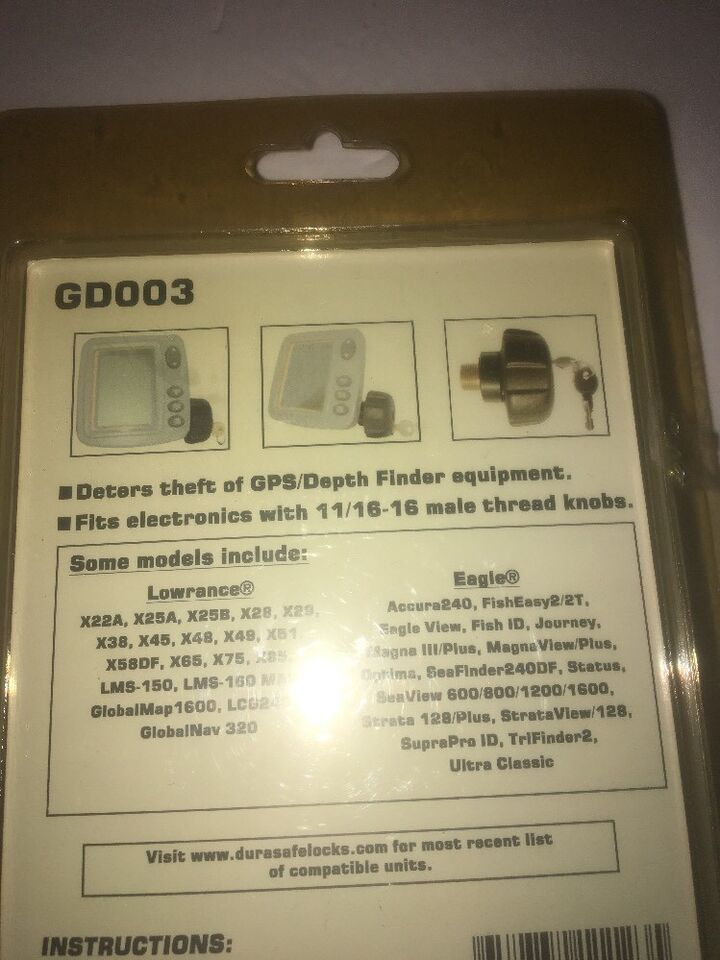 GD003
■ Deters theft of GPS/Depth Finder equipment.
■ Fits electronics with 11/16-16 male thread knobs.
Some models include:
Lowrance®
X22A, X25A, X25B, X28, X29,
X38, X45, X48, X49, X51
X58DF, X65, X75, X85
LMS-150, LMS-160
GlobalMap1600,
GlobalNav 320
Eagle®
Accura240, FishEasy2/2T,
Eagle View, Fish ID, Journey,
Magna III/Plus, MagnaView/Plus,
Optima, SeaFinder240DF, Status,
SeaView 600/800/1200/1600,
Strata 128/Plus, StrataView/128,
SupraPro ID, TriFinder2,
Ultra Classic
Visit www.durasafelocks.com for most recent list
of compatible units.
INSTRUCTIONS: